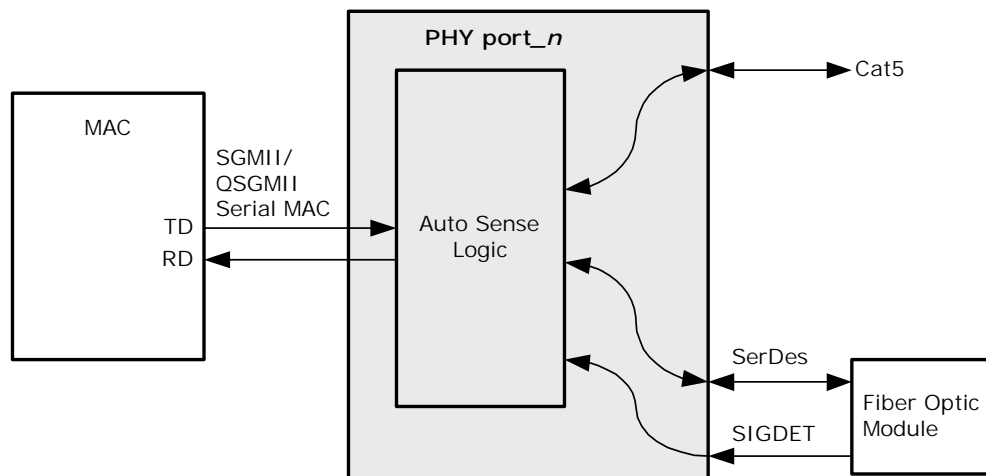 PHY port_n
Cat5
MAC
SGMII/
QSGMII
Serial MAC
TD
RD
Auto Sense
Logic
SerDes
SIGDET
Fiber Optic
Module